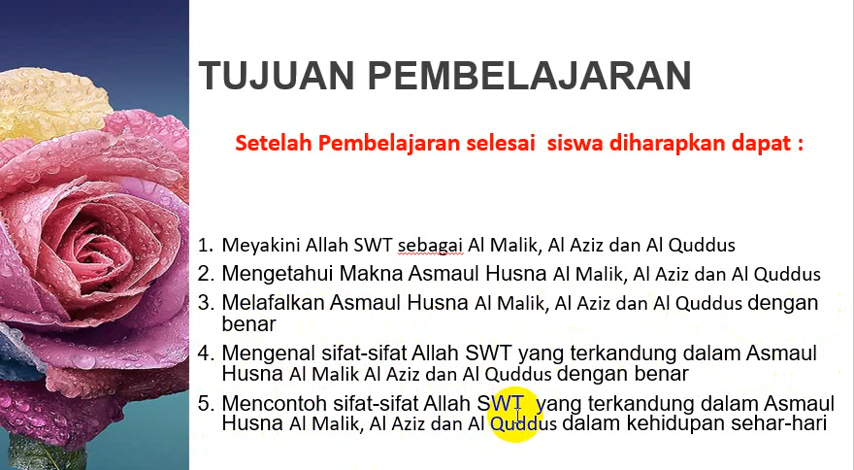 TUJUAN PEMBELAJARAN
Setelah Pembelajaran selesai siswa diharapkan dapat :
1. Meyakini Allah SWT sebagai Al Malik, Al Aziz dan Al Quddus
2. Mengetahui Makna Asmaul Husna Al Malik, Al Aziz dan Al Quddus
3. Melafalkan Asmaul Husna Al Malik, Al Aziz dan Al Quddus dengan
benar
4. Mengenal sifat-sifat Allah SWT yang terkandung dalam Asmaul
Husna Al Malik Al Aziz dan Al Quddus dengan benar
5. Mencontoh sifat-sifat Allah SWT yang terkandung dalam Asmaul
Husna Al Malik, Al Aziz dan Al Quddus dalam kehidupan sehar-hari